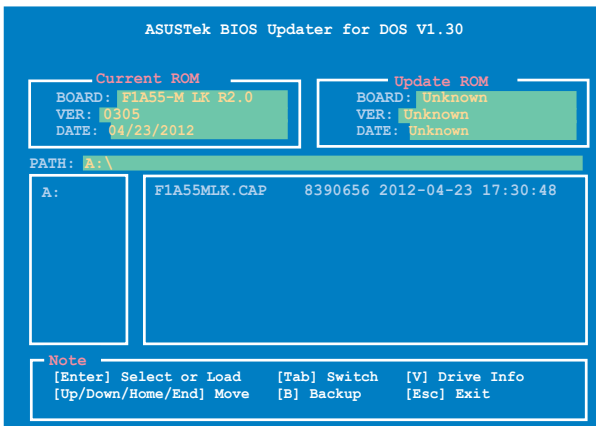 ASUSTek BIOS Updater for DOS V1.30
Current ROM
BOARD: F1A55-M LK R2.0
VER: 0305
DATE: 04/23/2012
Update ROM
BOARD: Unknown
VER: Unknown
DATE: Unknown
PATH: A:\
A:
F1A55MLK.CAP 8390656 2012-04-23 17:30:48
Note
[Enter] Select or Load [Tab] Switch [V] Drive Info
[Up/Down/Home/End] Move [B] Backup [Esc] Exit